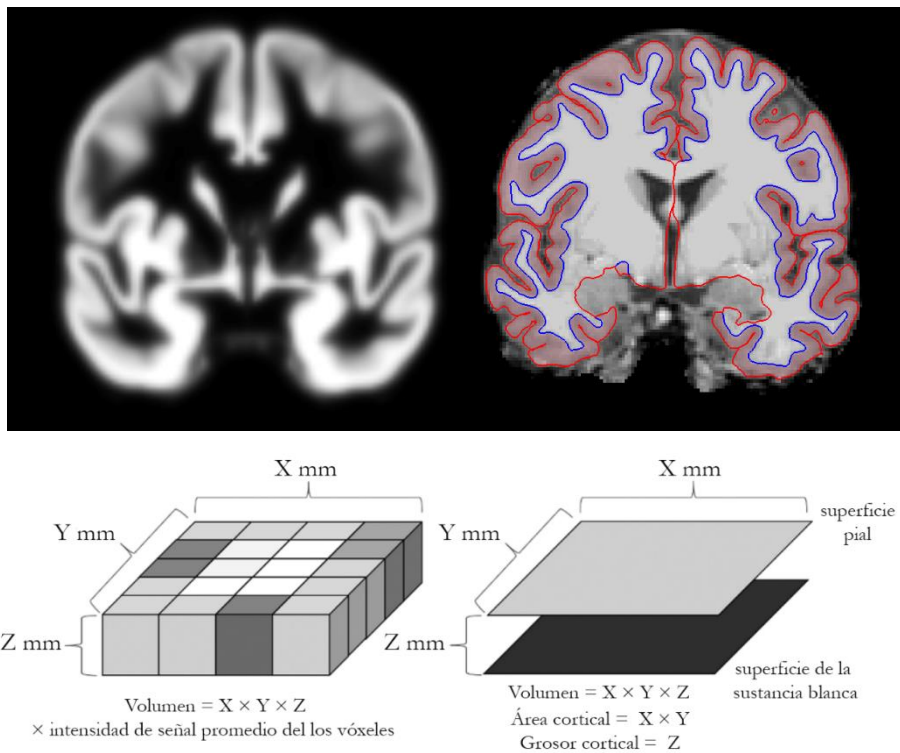 X mm
Y mm
Z mm
Volumen = X × Y × Z
× intensidad de señal promedio del los vóxeles
X mm
Y mm
superficie
pial
Z mm
superficie de la
sustancia blanca
Volumen = X × Y × Z
Área cortical = X × Y
Grosor cortical = Z